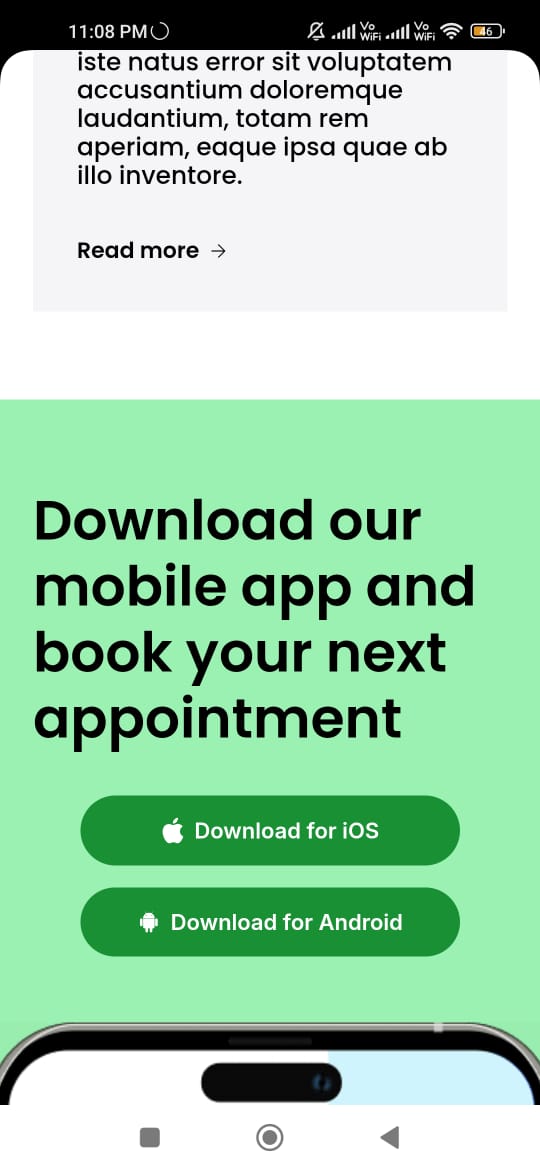 11:08 PM
Vo WiFi
Vo WiFi
46
iste natus error sit voluptatem
accusantium doloremque
laudantium, totam rem
aperiam, eaque ipsa quae ab
illo inventore.
Read more →
Download our
mobile app and
book your next
appointment
Download for iOS
Download for Android